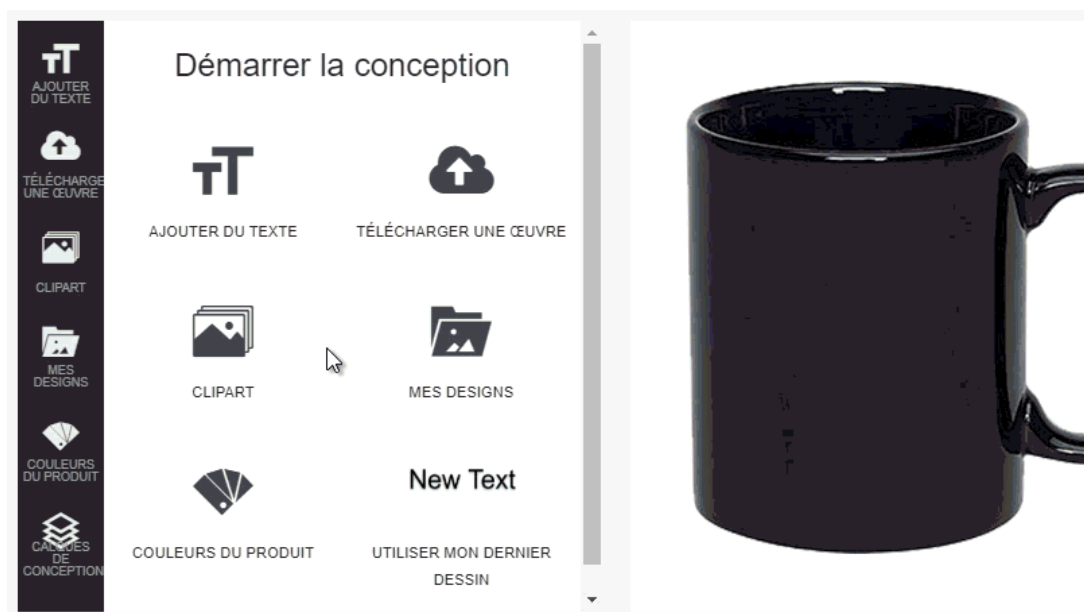 AJOUTER
DU TEXTE
TÉLÉCHARGE
UNE ŒUVRE
CLIPART
MES
DESIGNS
COULEURS
DU PRODUIT
CALQUES
DE
CONCEPTION
Démarrer la conception
AJOUTER DU TEXTE
TÉLÉCHARGER UNE ŒUVRE
CLIPART
MES DESIGNS
New Text
COULEURS DU PRODUIT
UTILISER MON DERNIER
DESSIN